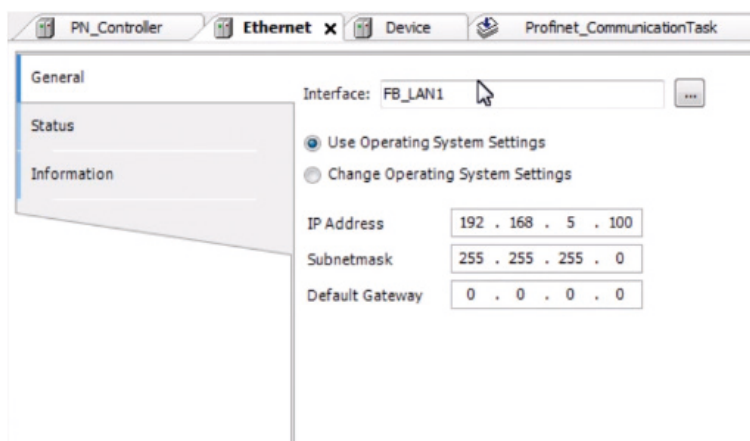 PN_Controller Ethernet x Device Profinet_CommunicationTask
General
Interface: FB_LAN1 ...
Status
Use Operating System Settings
Information
Change Operating System Settings
IP Address 192 . 168 . 5 . 100
Subnetmask 255 . 255 . 255 . 0
Default Gateway 0 . 0 . 0 . 0